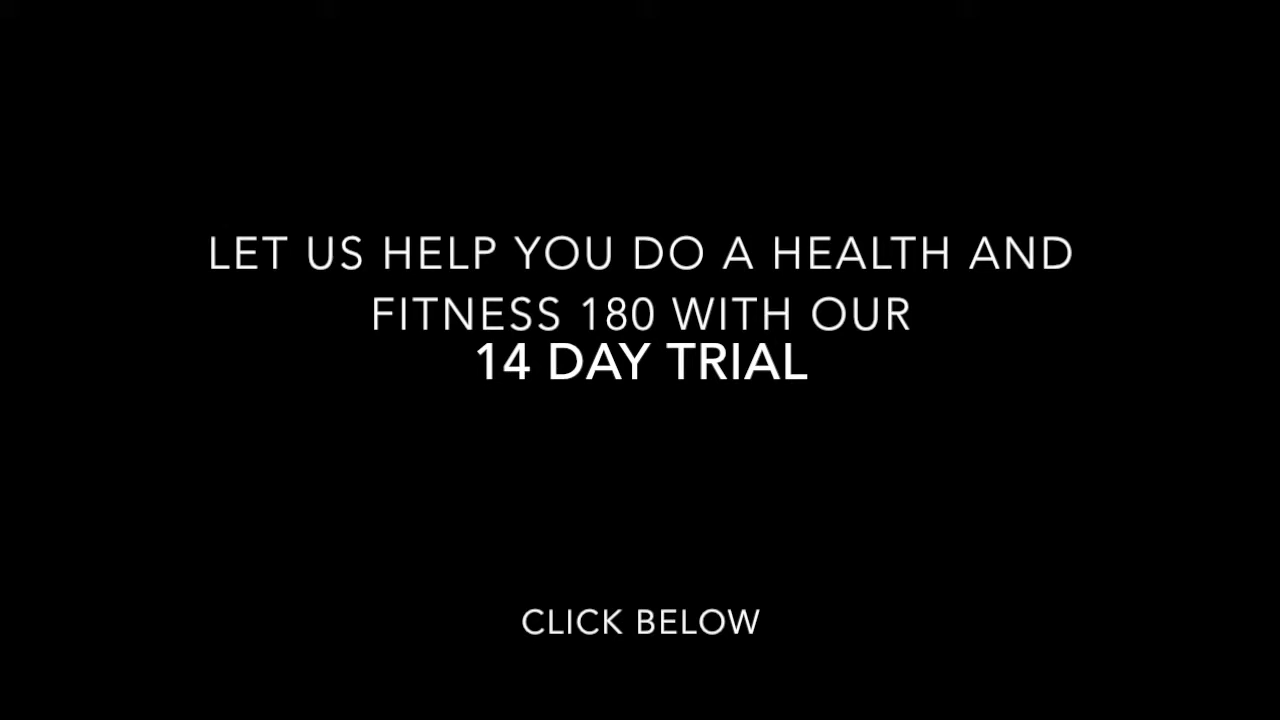 LET US HELP YOU DO A HEALTH AND
FITNESS 180 WITH OUR
14 DAY TRIAL
CLICK BELOW